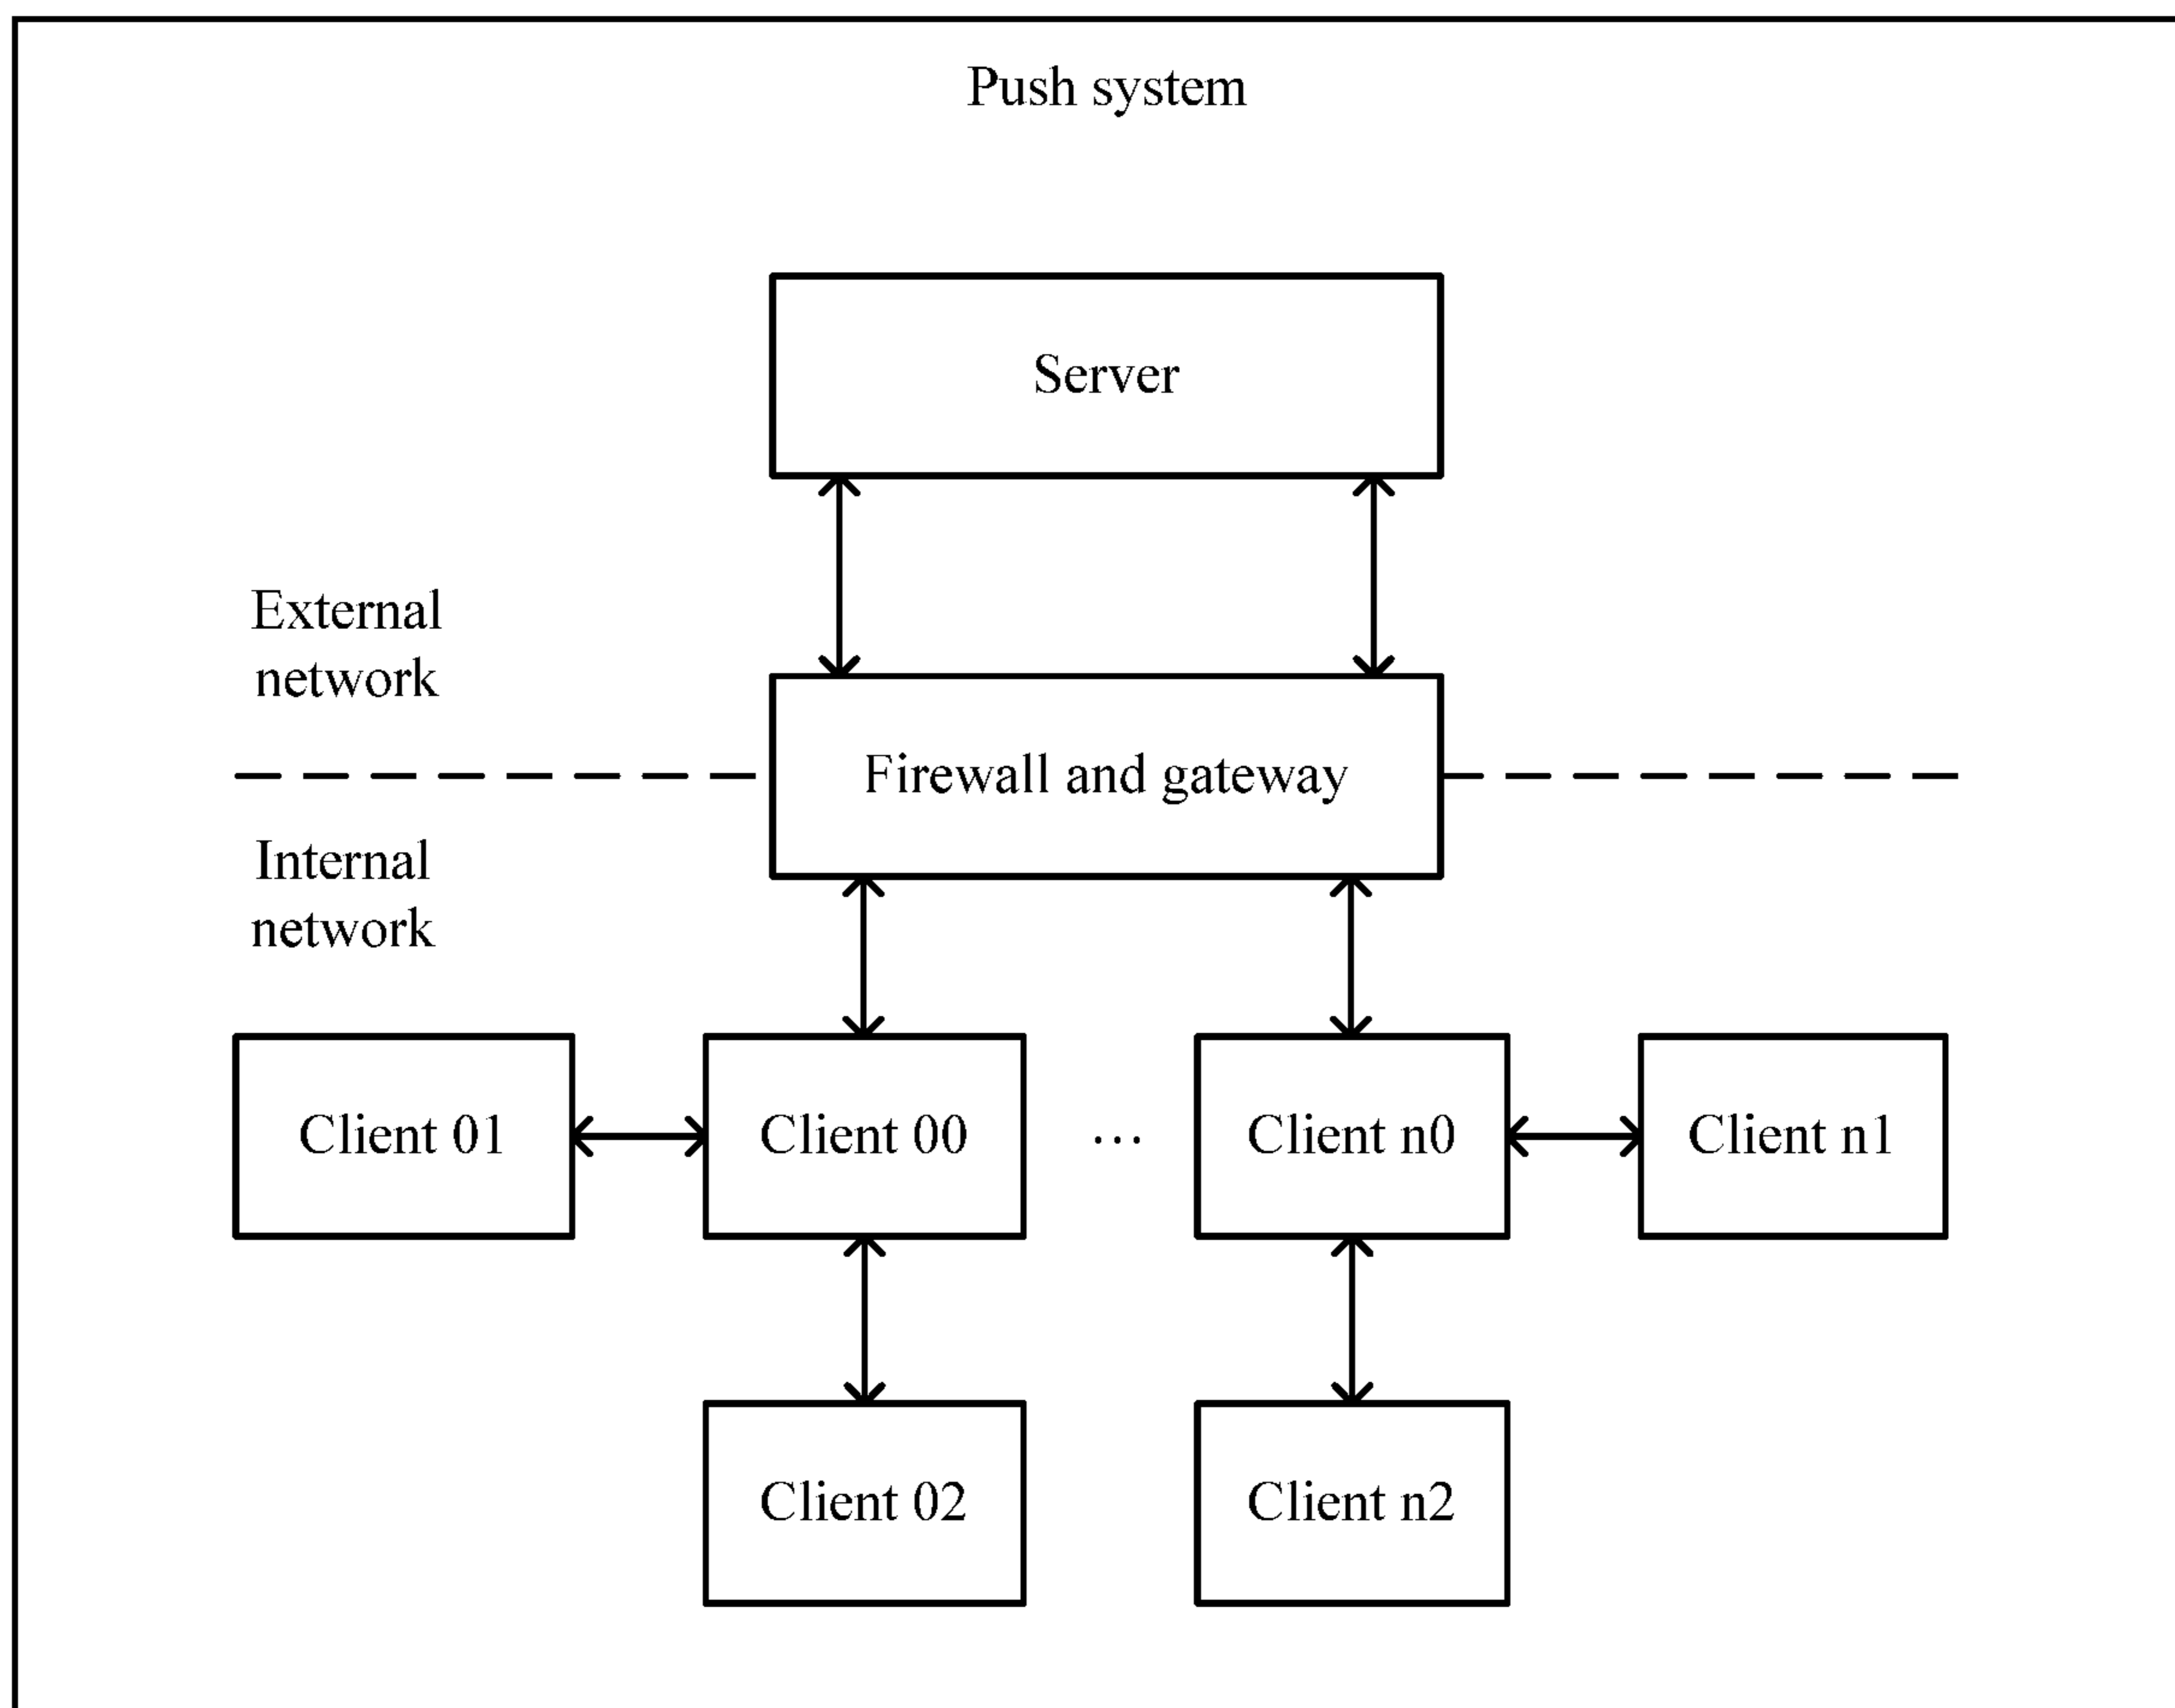 Push system
Server
External
network
Firewall and gateway
Internal
network
Client 01
Client 00
...
Client n0
Client n1
Client 02
Client n2